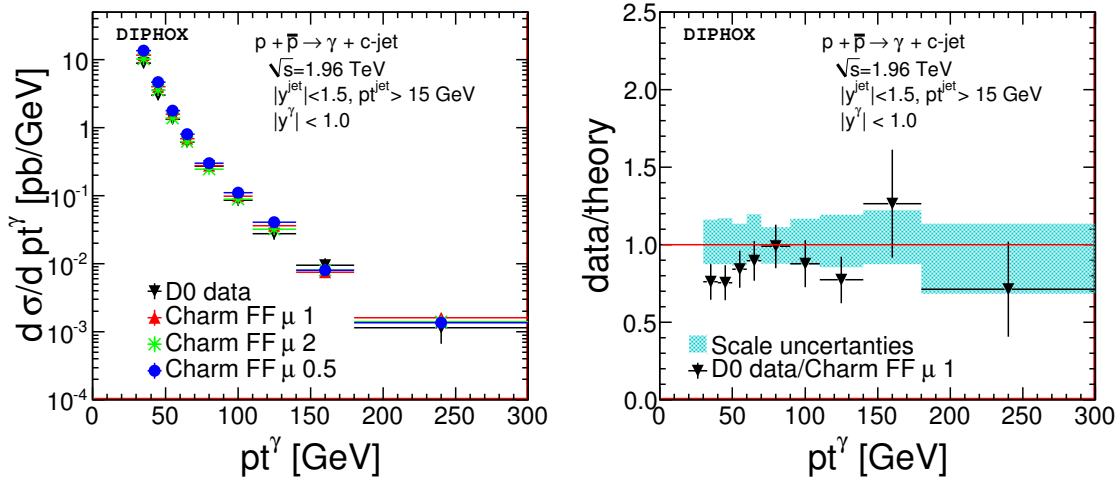 DIPHOX
p + p̅ → γ + c-jet
√s=1.96 TeV
|y^jet|<1.5, pt^jet> 15 GeV
|y^γ| < 1.0
d σ/d pt^γ [pb/GeV]
10
1
10^-1
10^-2
10^-3
10^-4
D0 data
Charm FF μ 1
Charm FF μ 2
Charm FF μ 0.5
0 50 100 150 200 250 300
pt^γ [GeV]
DIPHOX
p + p̅ → γ + c-jet
√s=1.96 TeV
|y^jet|<1.5, pt^jet> 15 GeV
|y^γ| < 1.0
data/theory
2.5
2.0
1.5
1.0
0.5
0.0
Scale uncertanties
D0 data/Charm FF μ 1
0 50 100 150 200 250 300
pt^γ [GeV]